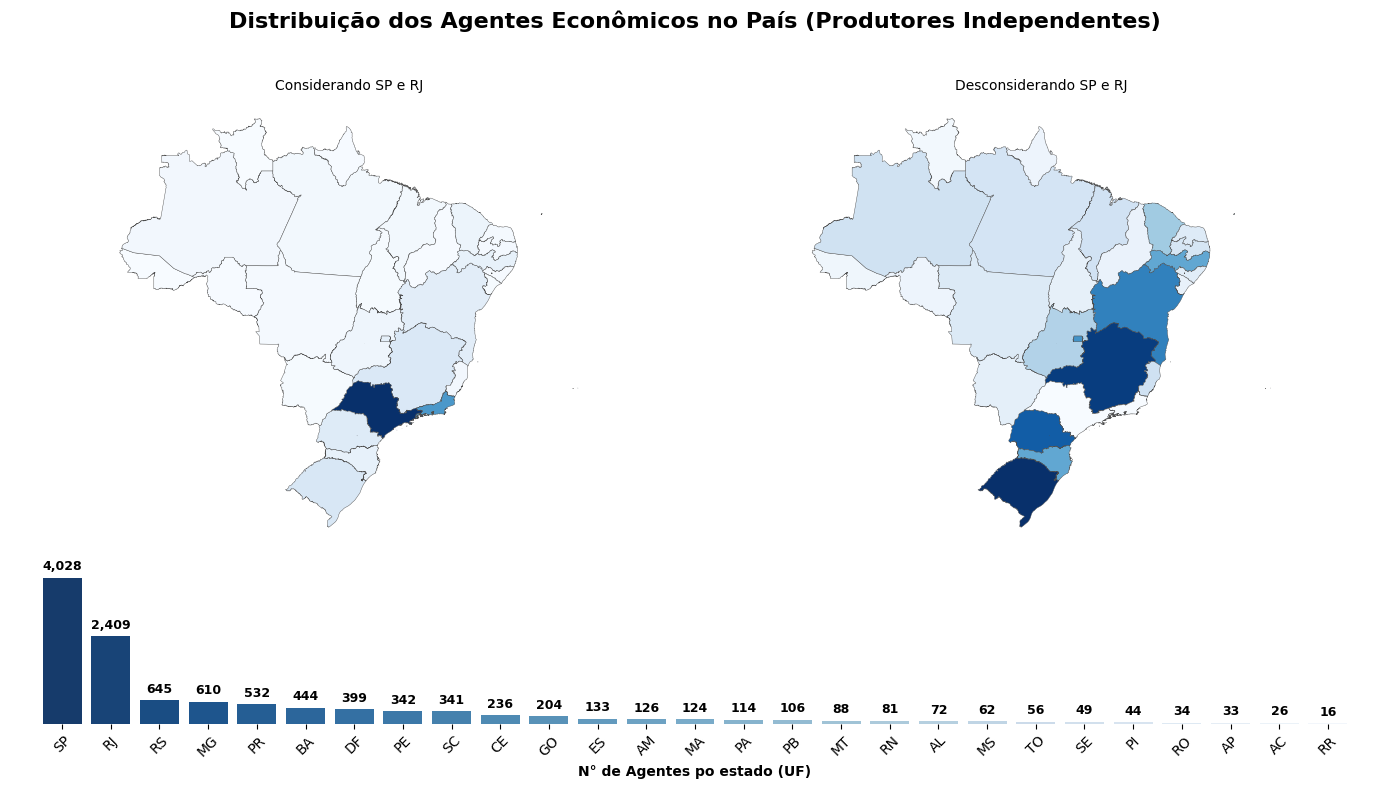 Distribuição dos Agentes Econômicos no País (Produtores Independentes)
Considerando SP e RJ
Desconsiderando SP e RJ
4,028
2,409
645
610
532
444
399
342
341
236
204
133
126
124
114
106
88
81
72
62
56
49
44
34
33
26
16
SP
RJ
RS
MG
PR
BA
DF
PE
SC
CE
GO
ES
AM
MA
PA
PB
MT
RN
AL
MS
TO
SE
PI
RO
AP
AC
RR
N° de Agentes po estado (UF)